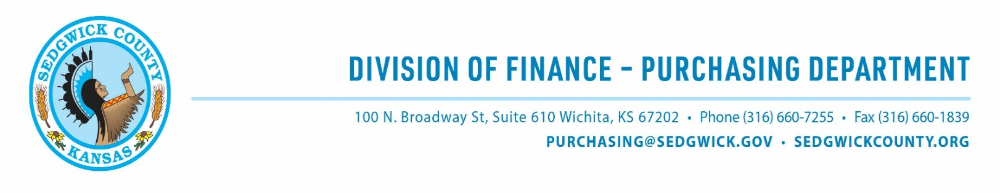 SEDGWICK COUNTY
KANSAS
DIVISION OF FINANCE – PURCHASING DEPARTMENT
100 N. Broadway St, Suite 610 Wichita, KS 67202 • Phone (316) 660-7255 • Fax (316) 660-1839
PURCHASING@SEDGWICK.GOV • SEDGWICKCOUNTY.ORG